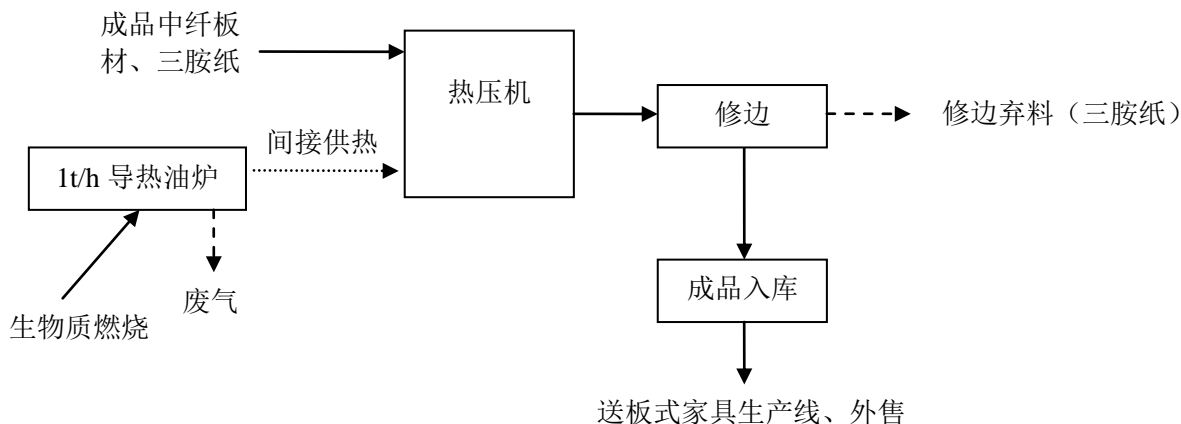 成品中纤板
材、三胺纸
热压机
修边
修边弃料（三胺纸）
间接供热
1t/h 导热油炉
废气
生物质燃烧
成品入库
送板式家具生产线、外售